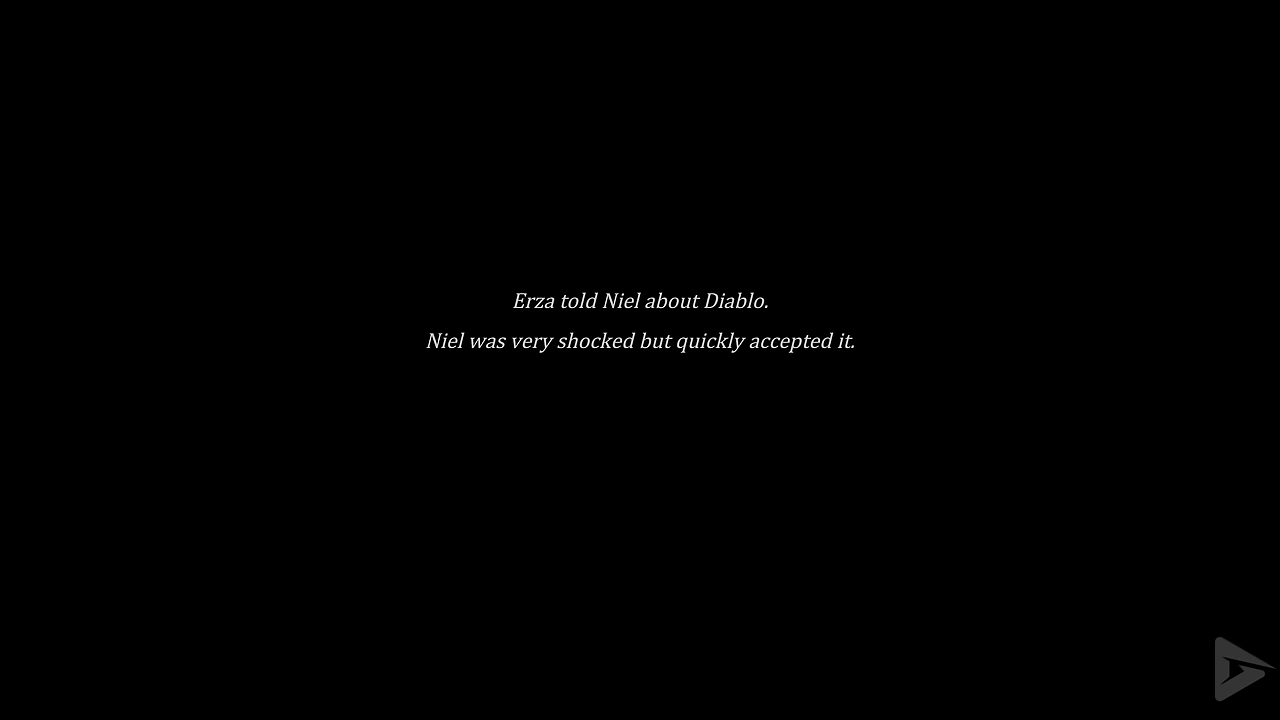 Erza told Niel about Diablo.
Niel was very shocked but quickly accepted it.